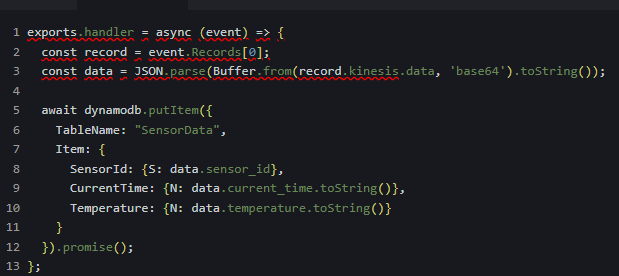 1 exports.handler = async (event) => {
2   const record = event.Records[0];
3   const data = JSON.parse(Buffer.from(record.kinesis.data, 'base64').toString());
4
5   await dynamodb.putItem({
6     TableName: "SensorData",
7     Item: {
8       SensorId: {S: data.sensor_id},
9       CurrentTime: {N: data.current_time.toString()},
10       Temperature: {N: data.temperature.toString()}
11     }
12   }).promise();
13 };